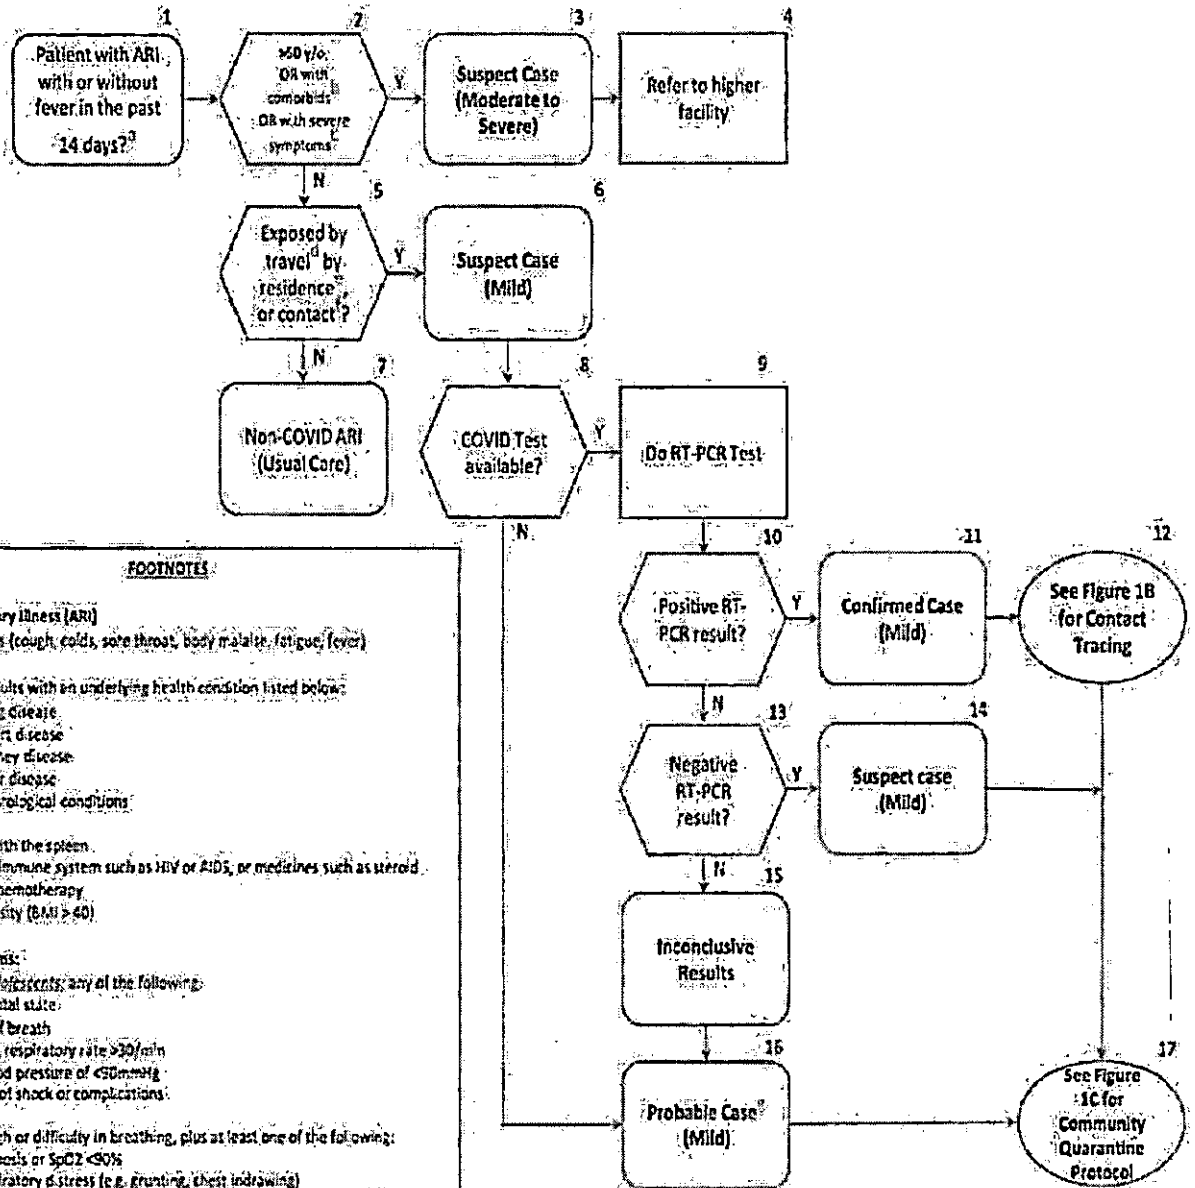 1
Patient with ARI
with or without
fever in the past
14 days?a
2
>60 y/o
OR with
comorbids b
OR with severe
symptoms c
Y
3
Suspect Case
(Moderate to
Severe)
4
Refer to higher
facility
N
5
Exposed by
travel d by
residence e,
or contact f?
Y
6
Suspect Case
(Mild)
N
7
Non-COVID ARI
(Usual Care)
8
COVID Test
available?
Y
9
Do RT-PCR Test
N
10
Positive RT-
PCR result?
Y
11
Confirmed Case
(Mild)
12
See Figure 1B
for Contact
Tracing
N
13
Negative
RT-PCR
result?
Y
14
Suspect case
(Mild)
N
15
Inconclusive
Results
16
Probable Case
(Mild)
17
See Figure
1C for
Community
Quarantine
Protocol
FOOTNOTES
ry illness (ARI)
s (cough, colds, sore throat, body malaise, fatigue, fever)
ults with an underlying health condition listed below:
g disease
rt disease
ney disease
r disease
rological conditions
ith the spleen
immune system such as HIV or AIDS, or medicines such as steroid
hemotherapy
sity (BMI > 40)
ms:
olescents, any of the following:
tal state
f breath
respiratory rate >30/min
od pressure of <90mmHg
of shock or complications
gh or difficulty in breathing, plus at least one of the following:
nosis or SpO2 <90%
ratory distress (e.g. grunting, chest indrawing)